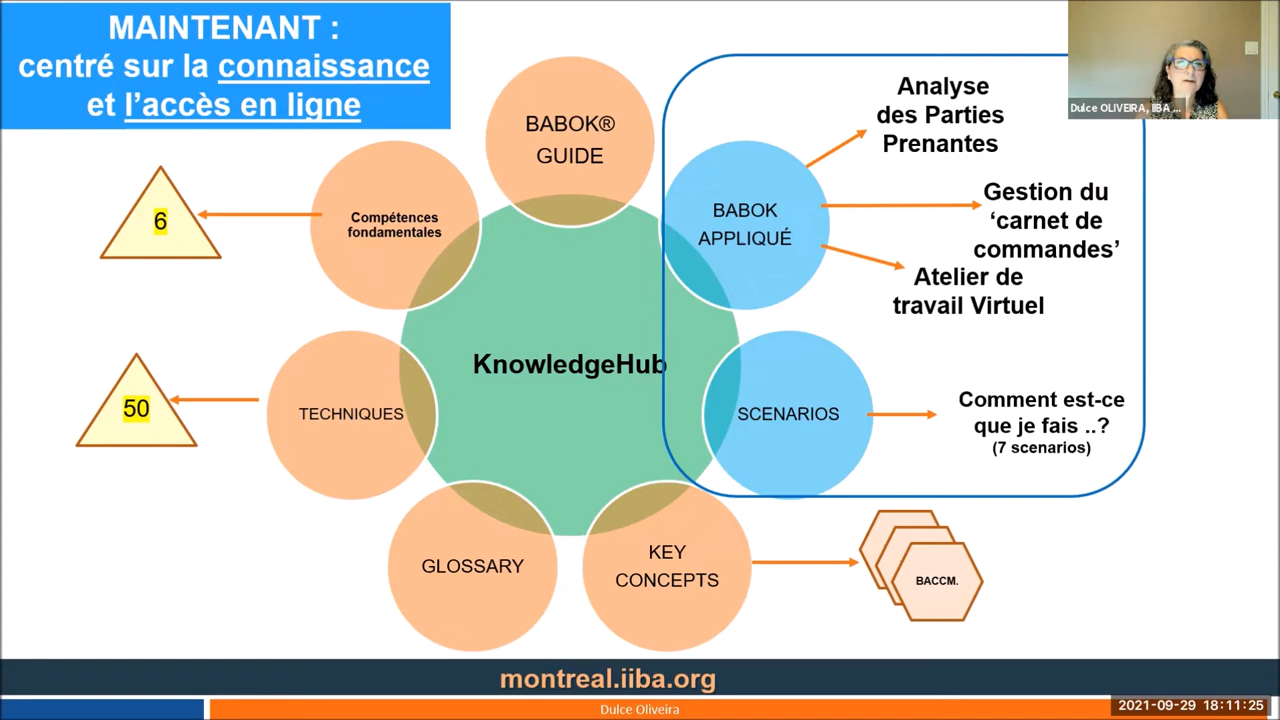 MAINTENANT :
centré sur la connaissance
et l’accès en ligne
BABOK®
GUIDE
Analyse
des Parties
Prenantes
Dulce OLIVEIRA, iIBA ...
Compétences
fondamentales
6
BABOK
APPLIQUÉ
Gestion du
‘carnet de
commandes’
Atelier de
travail Virtuel
KnowledgeHub
TECHNIQUES
50
SCENARIOS
Comment est-ce
que je fais ..?
(7 scenarios)
GLOSSARY
KEY
CONCEPTS
BACCM.
montreal.iiba.org
Dulce Oliveira
2021-09-29 18:11:25